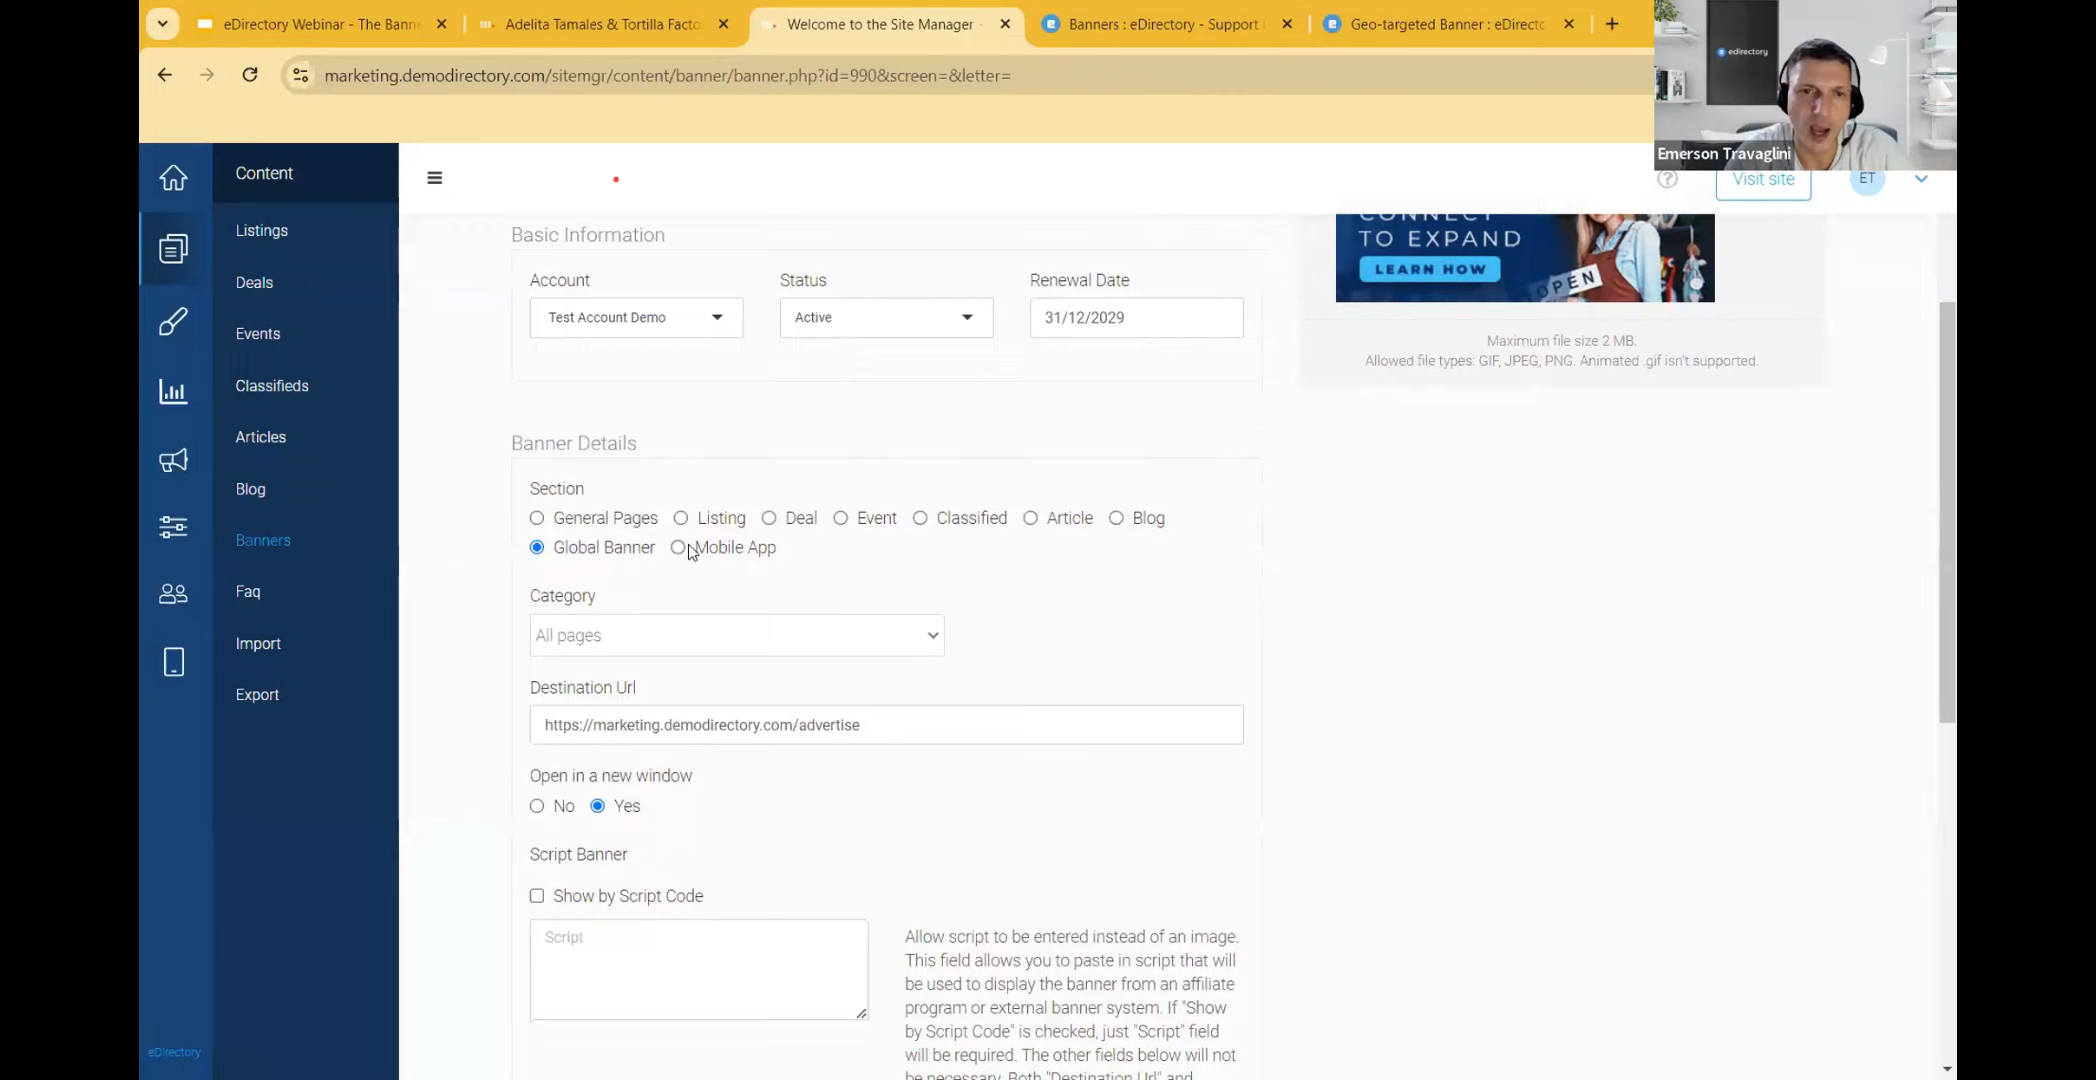 eDirectory Webinar - The Bann
Adelita Tamales & Tortilla Facto
Welcome to the Site Manager -
Banners : eDirectory - Support
Geo-targeted Banner : eDirect
marketing.demodirectory.com/sitemgr/content/banner/banner.php?id=990&screen=&letter=
edirectory
Emerson Travaglini
Content
Visit site
ET
Listings
Deals
Events
Classifieds
Articles
Blog
Banners
Faq
Import
Export
eDirectory
Basic Information
Account
Status
Renewal Date
Test Account Demo
Active
31/12/2029
CONNECT
TO EXPAND
LEARN HOW
OPEN
Maximum file size 2 MB.
Allowed file types: GIF, JPEG, PNG. Animated .gif isn't supported.
Banner Details
Section
General Pages Listing Deal Event Classified Article Blog
Global Banner Mobile App
Category
All pages
Destination Url
https://marketing.demodirectory.com/advertise
Open in a new window
No Yes
Script Banner
Show by Script Code
Script
Allow script to be entered instead of an image.
This field allows you to paste in script that will
be used to display the banner from an affiliate
program or external banner system. If "Show
by Script Code" is checked, just "Script" field
will be required. The other fields below will not
be necessary. Both "Destination Url" and